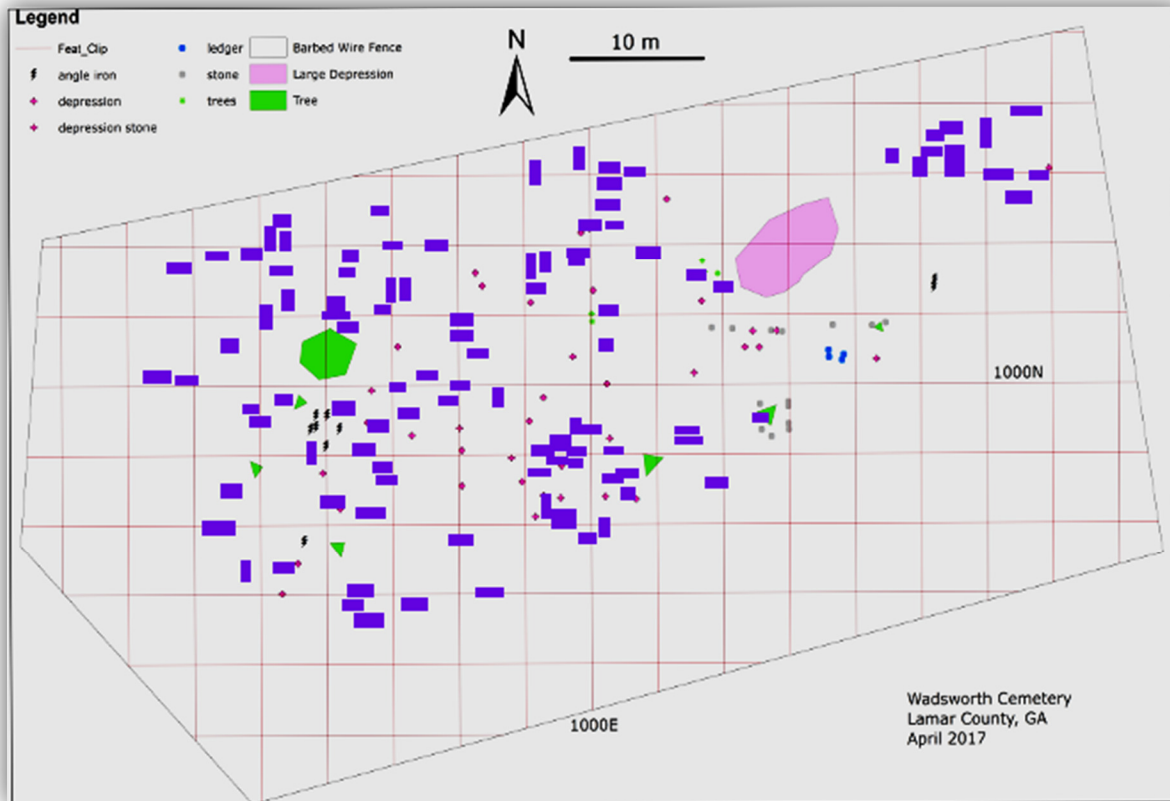 Legend
Feat_Clip
angle iron
depression
depression stone
ledger
stone
trees
Barbed Wire Fence
Large Depression
Tree
N
10 m
1000N
1000E
Wadsworth Cemetery
Lamar County, GA
April 2017